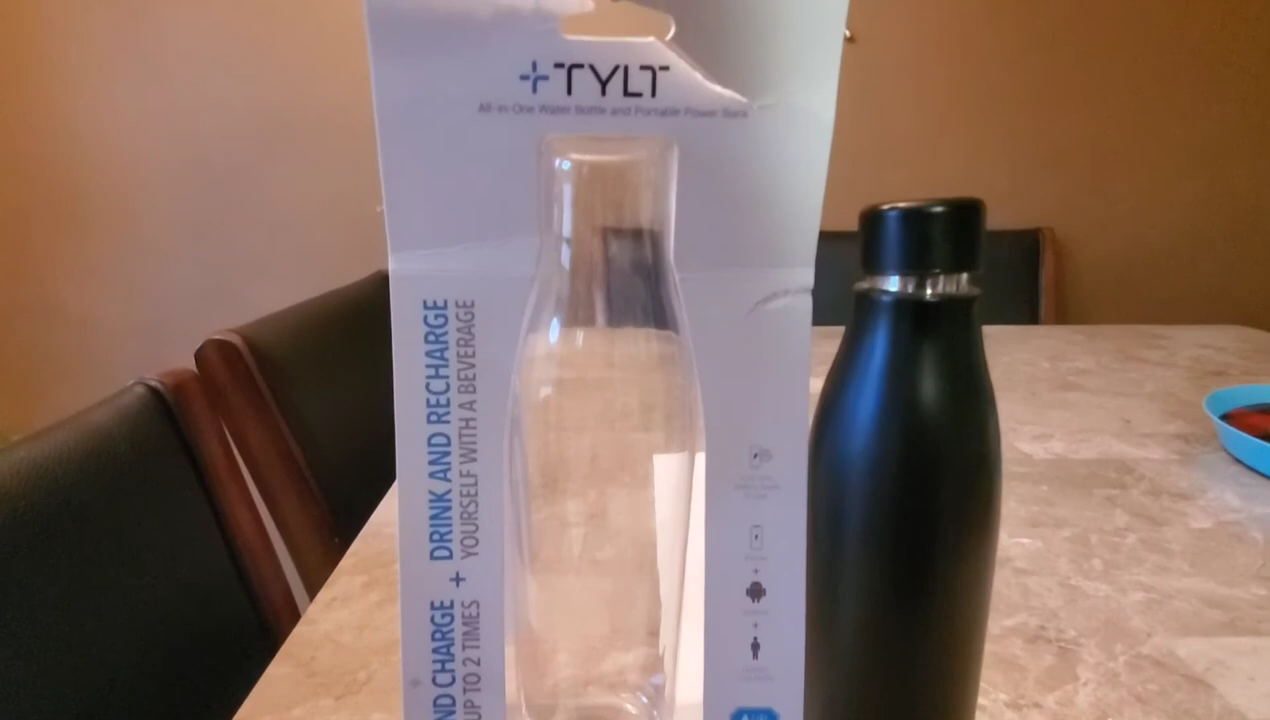 +TYLT
All-in-One Water Bottle and Portable Power Bank
ND CHARGE + DRINK AND RECHARGE
UP TO 2 TIMES YOURSELF WITH A BEVERAGE